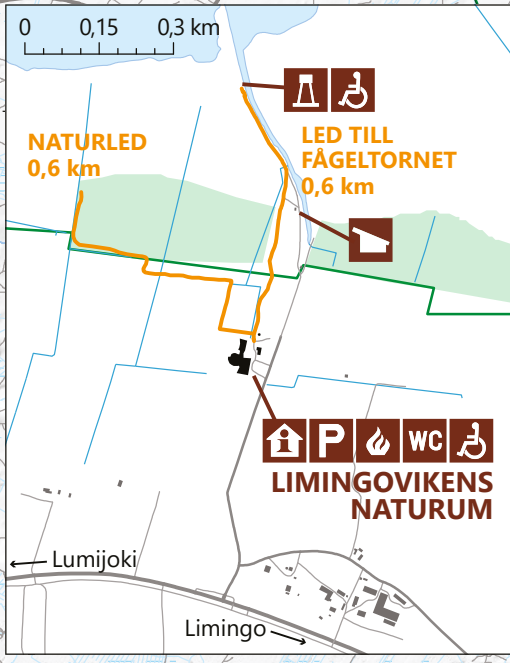 0 0,15 0,3 km
NATURLED
0,6 km
LED TILL
FÅGELTORNET
0,6 km
P WC
LIMINGOVIKENS
NATURUM
Lumijoki
Limingo